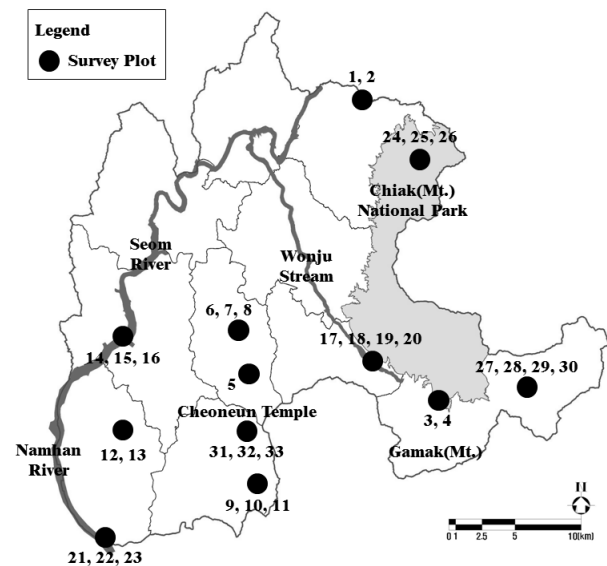 Legend
Survey Plot
1, 2
24, 25, 26
Chiak(Mt.)
National Park
Seom
River
Wonju
Stream
6, 7, 8
17, 18, 19, 20
14, 15, 16
5
27, 28, 29, 30
3, 4
Cheoneun Temple
31, 32, 33
Gamak(Mt.)
Namhan
River
12, 13
9, 10, 11
21, 22, 23
0 1 2.5 5 10(km)